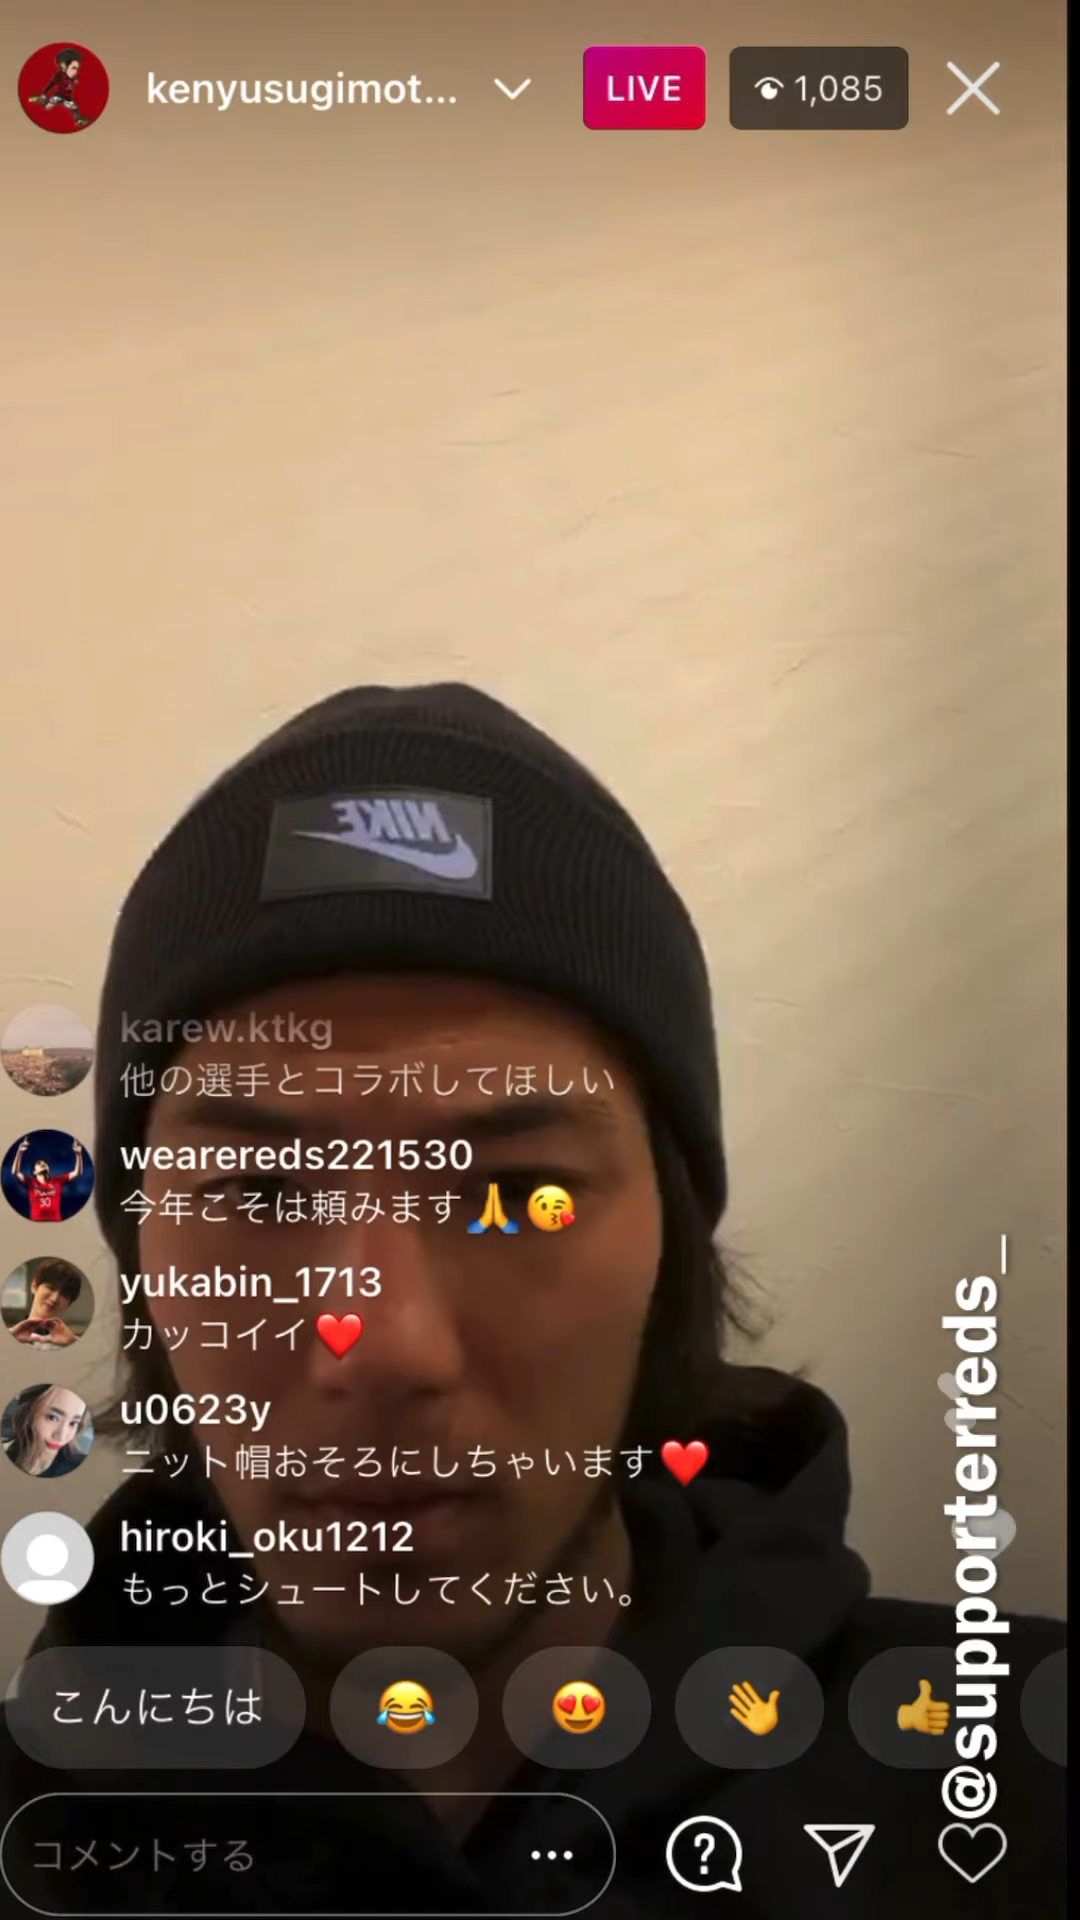 kenyusugimot...
LIVE
1,085
NIKE
karew.ktkg
他の選手とコラボしてほしい
wearereds221530
今年こそは頼みます🙏😘
yukabin_1713
カッコイイ❤️
u0623y
ニット帽おそろにしちゃいます❤️
hiroki_oku1212
もっとシュートしてください。
こんにちは 😂 😍 👋 👍
コメントする
@supporterreds_